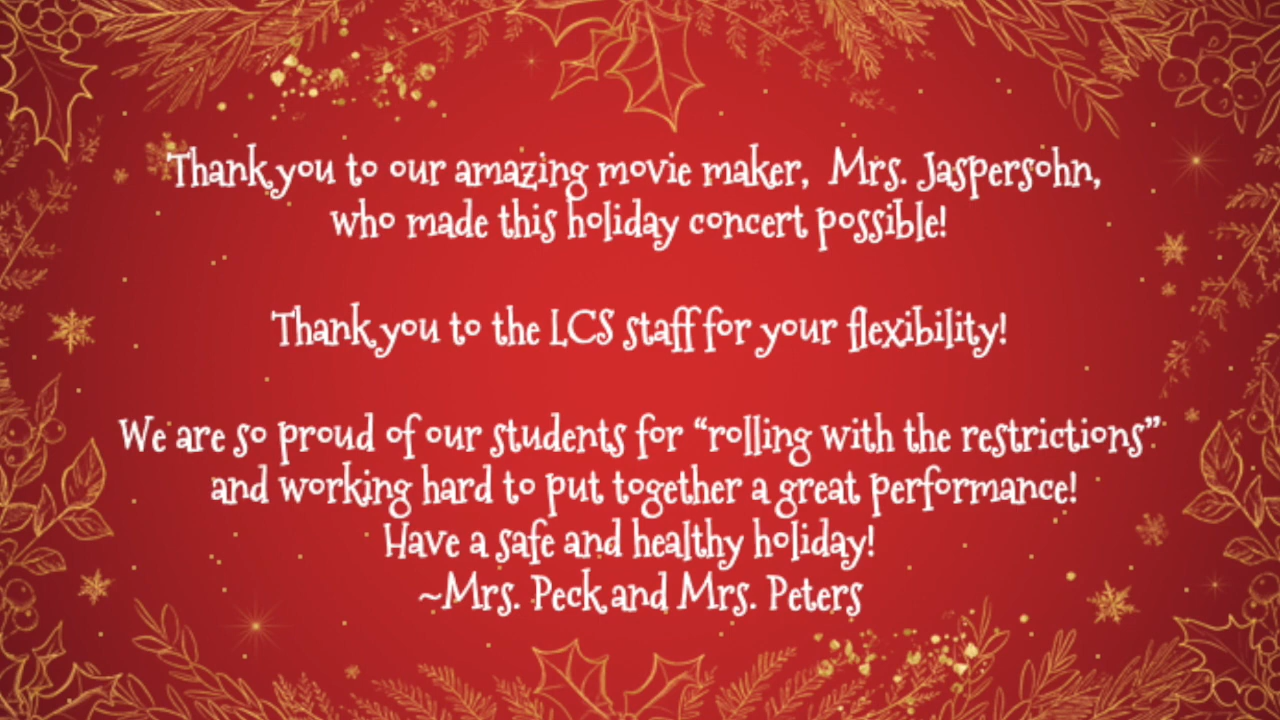 Thank you to our amazing movie maker, Mrs. Jaspersohn,
who made this holiday concert possible!
Thank you to the LCS staff for your flexibility!
We are so proud of our students for “rolling with the restrictions”
and working hard to put together a great performance!
Have a safe and healthy holiday!
~Mrs. Peck and Mrs. Peters